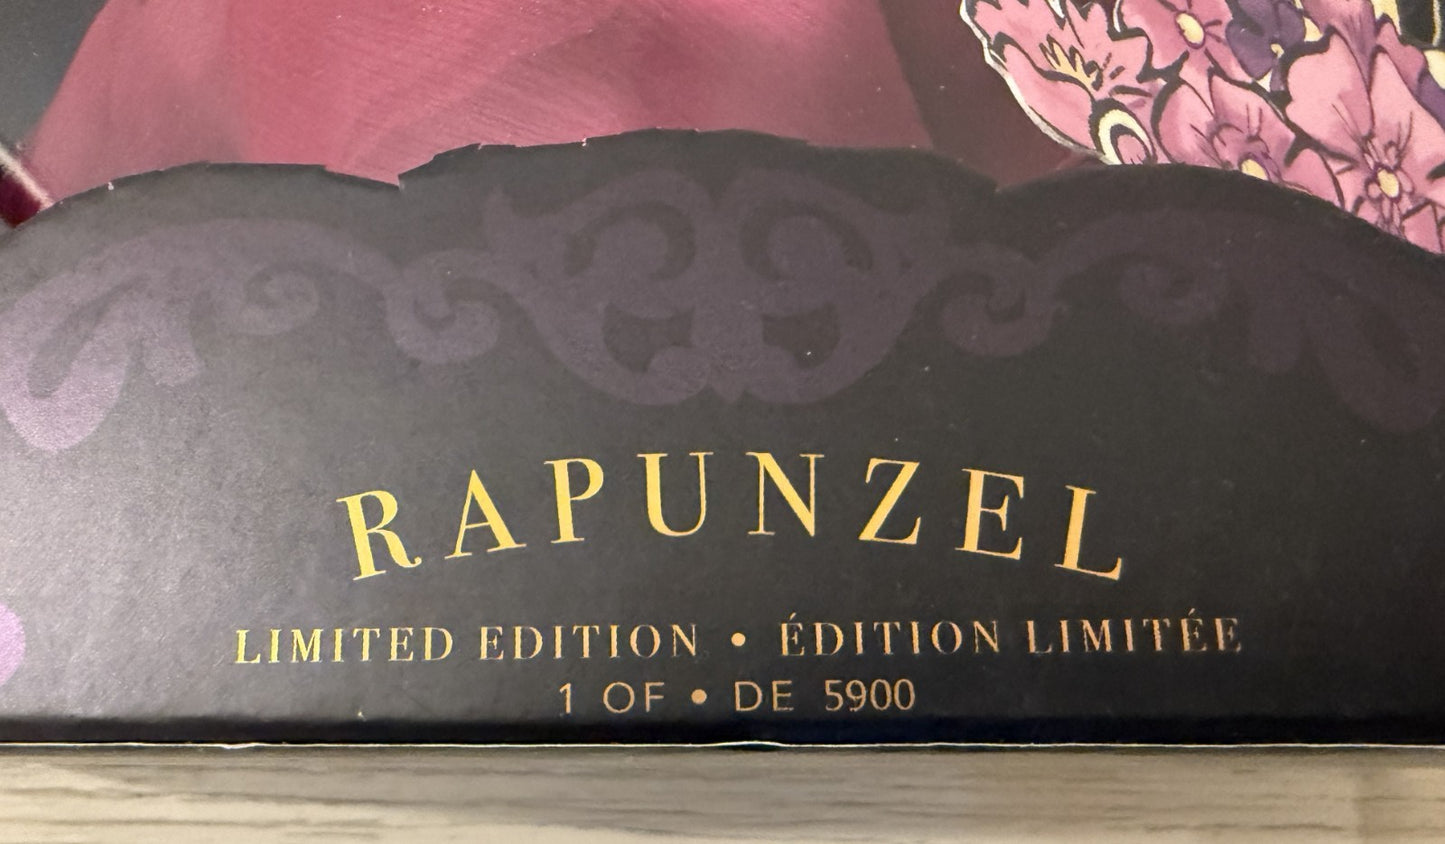 RAPUNZEL
LIMITED EDITION • ÉDITION LIMITÉE
1 OF • DE 5900